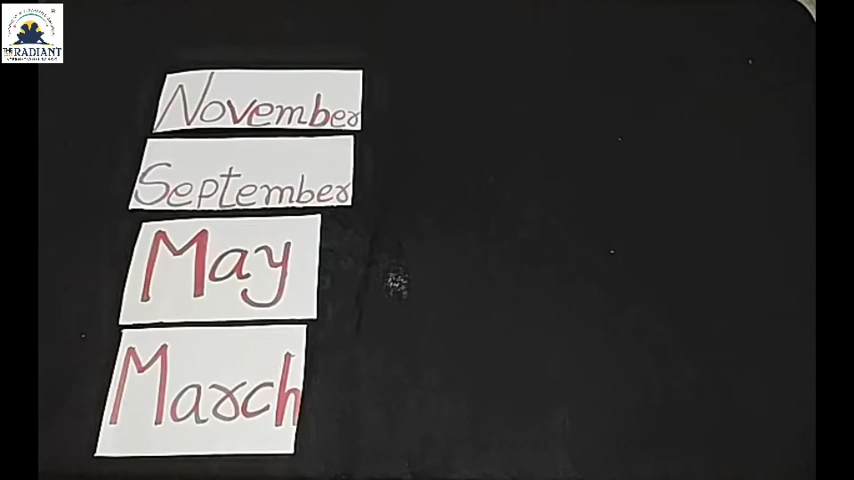 THE RADIANT
November
September
May
March